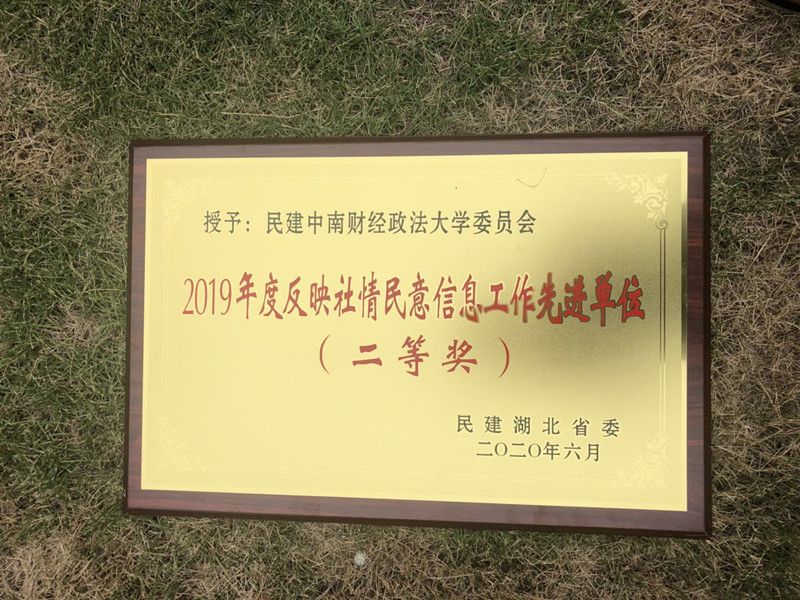 授予：民建中南财经政法大学委员会
2019年度反映社情民意信息工作先进单位
（二等奖）
民建湖北省委
二〇二〇年六月